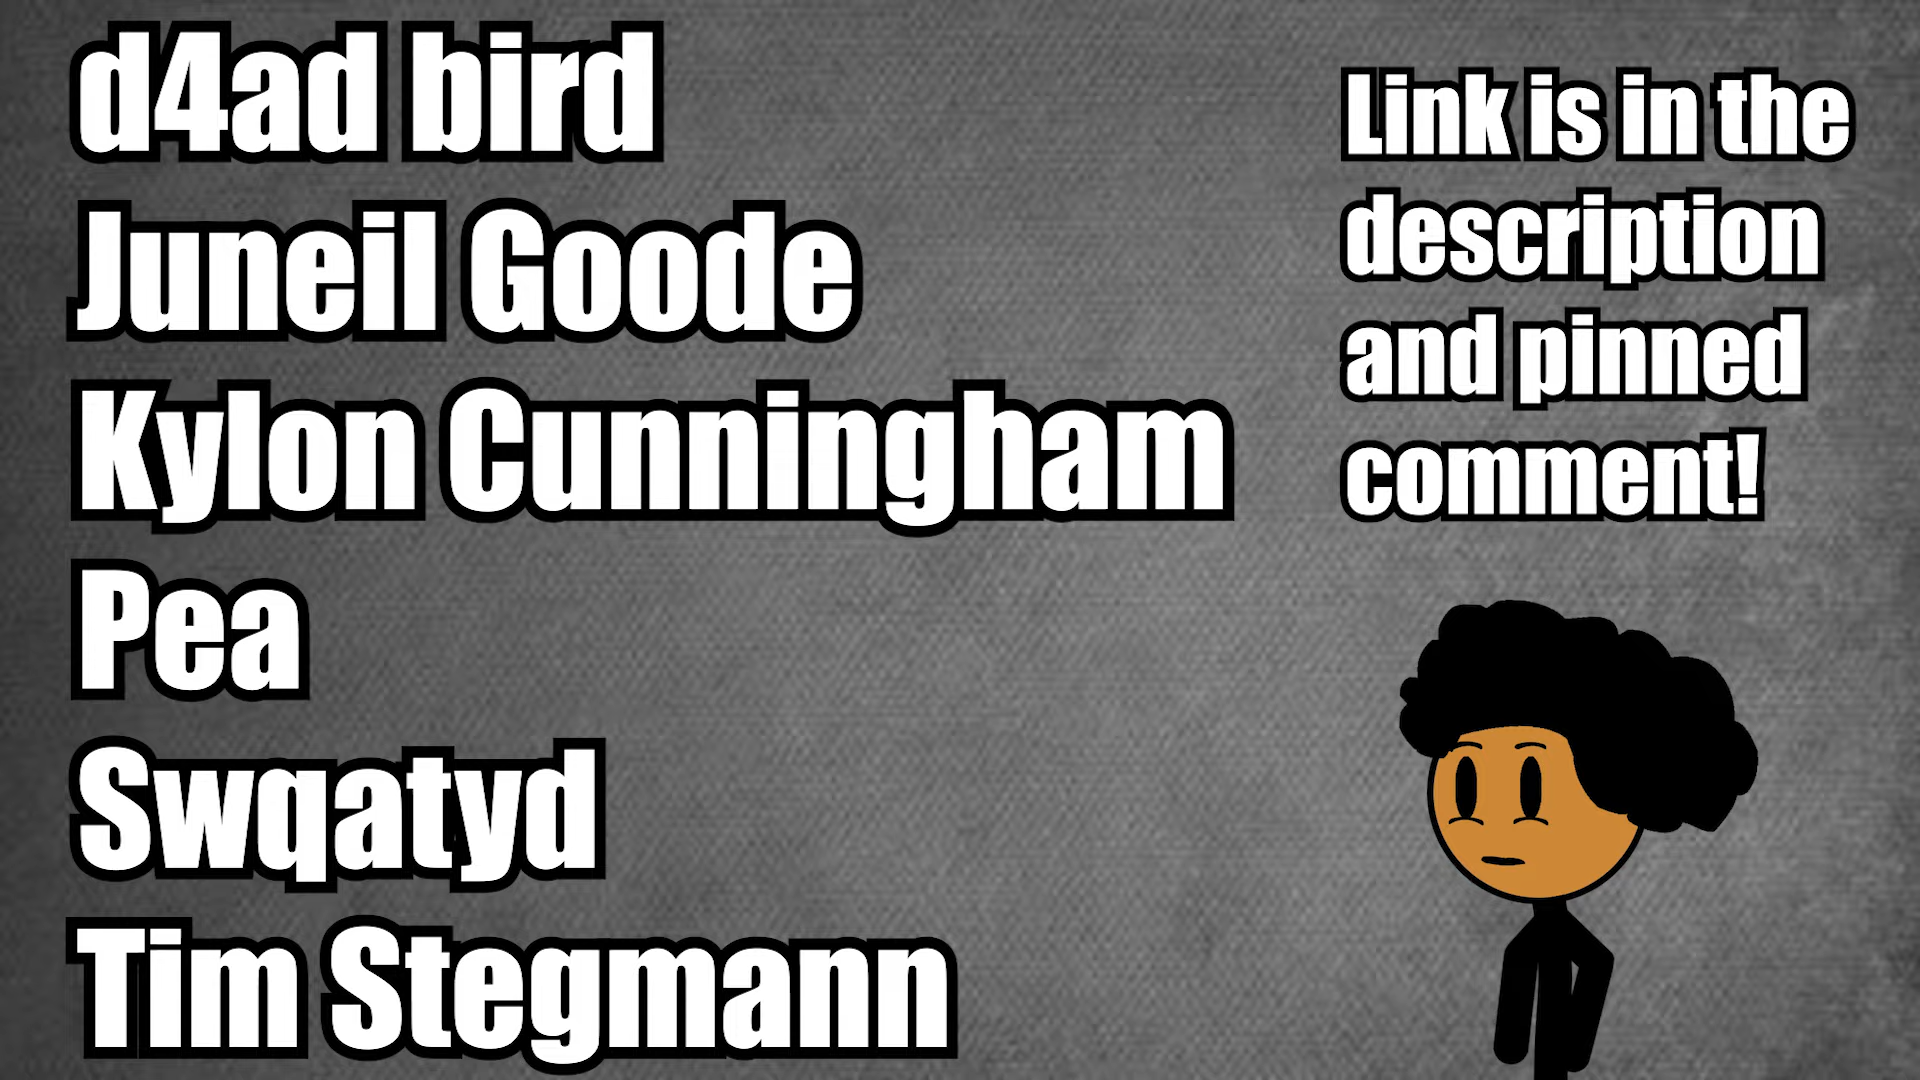 d4ad bird
Juneil Goode
Kylon Cunningham
Pea
Swqatyd
Tim Stegmann
Link is in the
description
and pinned
comment!